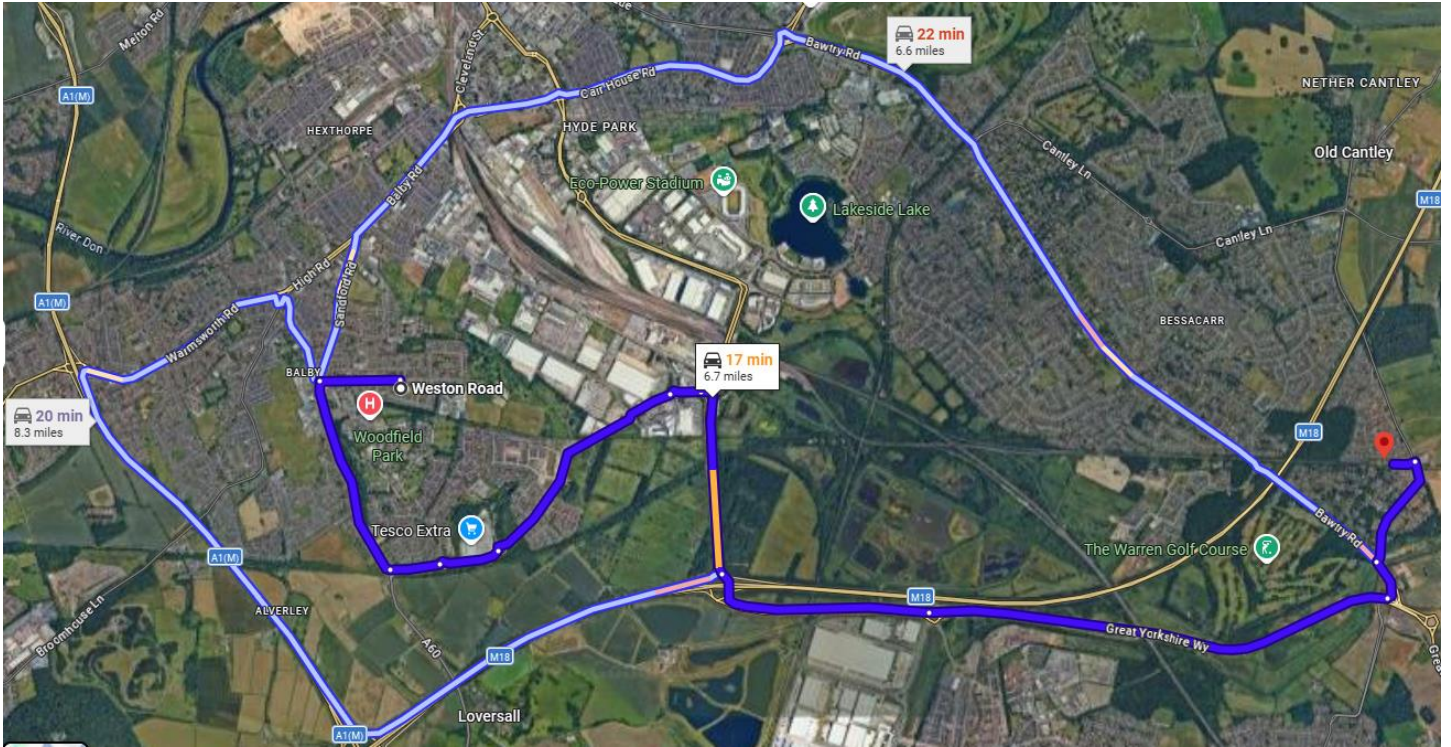 Melton Rd
A1(M)
Cleveland St
HEXTHORPE
Carr House Rd
HYDE PARK
Bawtry Rd
22 min
6.6 miles
NETHER CANTLEY
Old Cantley
Cantley Ln
M18
Eco-Power Stadium
Lakeside Lake
Balby Rd
Cantley Ln
River Don
High Rd
Sandford Rd
A1(M)
Warmsworth Rd
BESSACARR
BALBY
Weston Road
17 min
6.7 miles
20 min
8.3 miles
H
Woodfield
Park
M18
Tesco Extra
Bawtry Rd
The Warren Golf Course
A1(M)
ALVERLEY
Broomhouse Ln
A60
M18
Great Yorkshire Wy
M18
Loversall
A1(M)